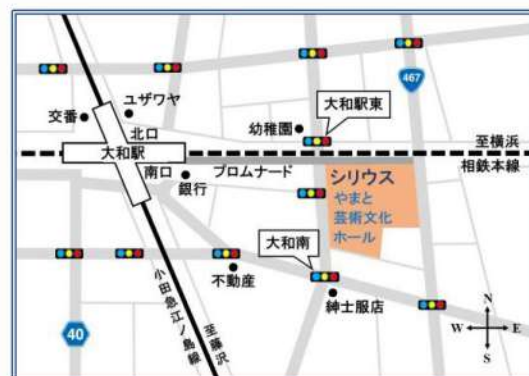 467
ユザワヤ
交番
北口
幼稚園
大和駅東
大和駅
至横浜
相鉄本線
南口
銀行
プロムナード
シリウス
やまと
芸術文化
ホール
大和南
不動産
紳士服店
小田急江ノ島線
至藤沢
40
N
W
E
S